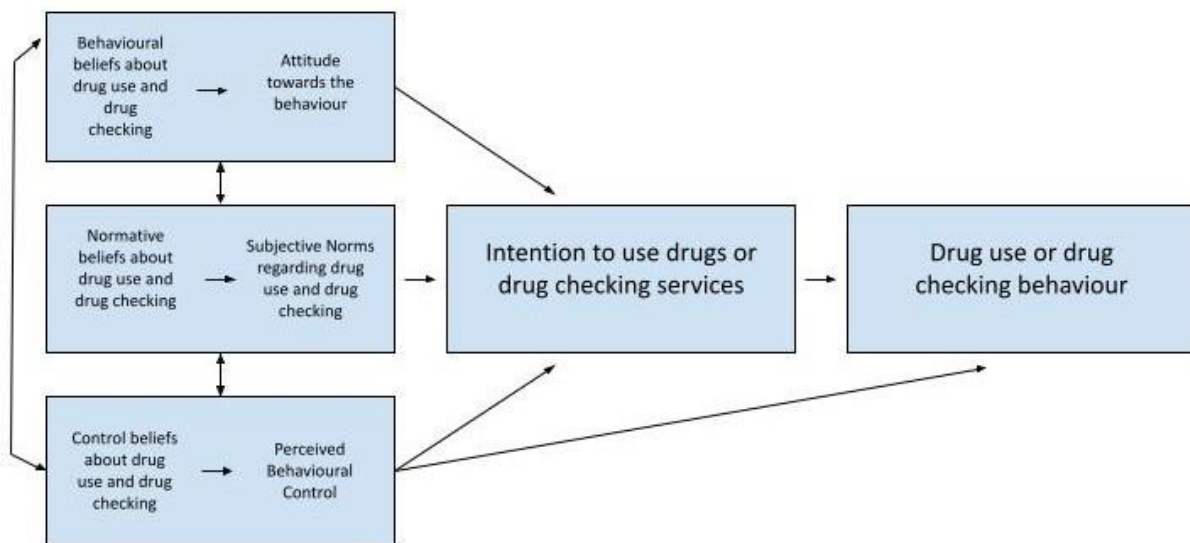 Behavioural
beliefs about
drug use and
drug
checking
Attitude
towards the
behaviour
Normative
beliefs about
drug use and
drug checking
Subjective Norms
regarding drug
use and drug
checking
Intention to use drugs or
drug checking services
Drug use or drug
checking behaviour
Control beliefs
about drug
use and drug
checking
Perceived
Behavioural
Control